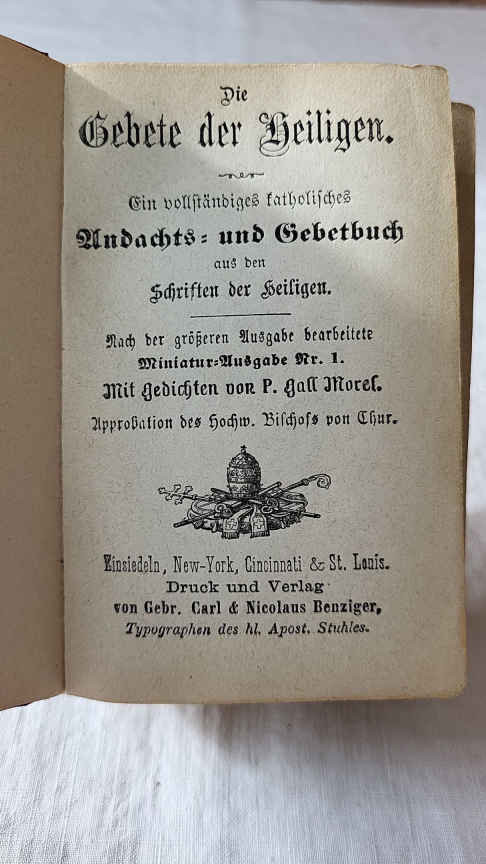 Die
Gebete der Heiligen.
Ein vollständiges katholisches
Andachts- und Gebetbuch
aus den
Schriften der Heiligen.
Nach der größeren Ausgabe bearbeitete
Miniatur-Ausgabe Nr. 1.
Mit Gedichten von P. Gall Morel.
Approbation des Hochw. Bischofs von Chur.
Einsiedeln, New-York, Cincinnati & St. Louis.
Druck und Verlag
von Gebr. Carl & Nicolaus Benziger,
Typographen des hl. Apost. Stuhles.